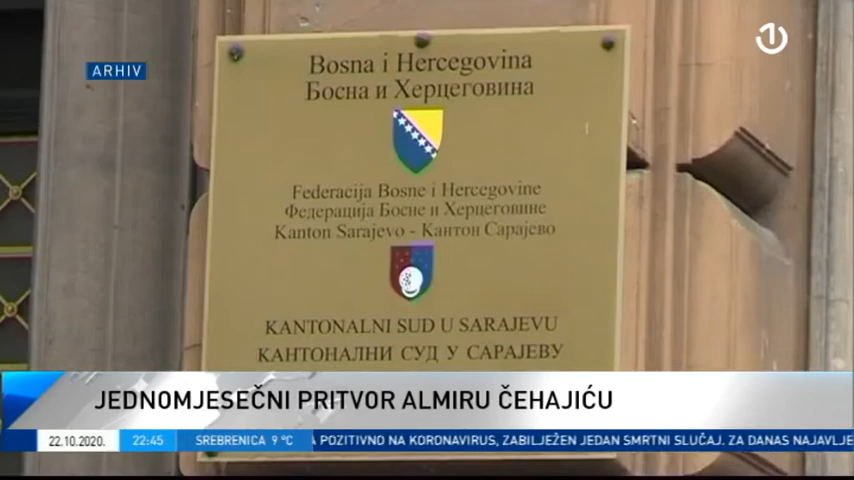 ARHIV
Bosna i Hercegovina
Босна и Херцеговина
Federacija Bosne i Hercegovine
Федерација Босне и Херцеговине
Kanton Sarajevo - Кантон Сарајево
KANTONALNI SUD U SARAJEVU
КАНТОНАЛНИ СУД У САРАЈЕВУ
JEDNOMJESEČNI PRITVOR ALMIRU ČEHAJIĆU
22.10.2020. 22:45 SREBRENICA 9 °C A POZITIVNO NA KORONAVIRUS, ZABILJEŽEN JEDAN SMRTNI SLUČAJ. ZA DANAS NAJAVLJE